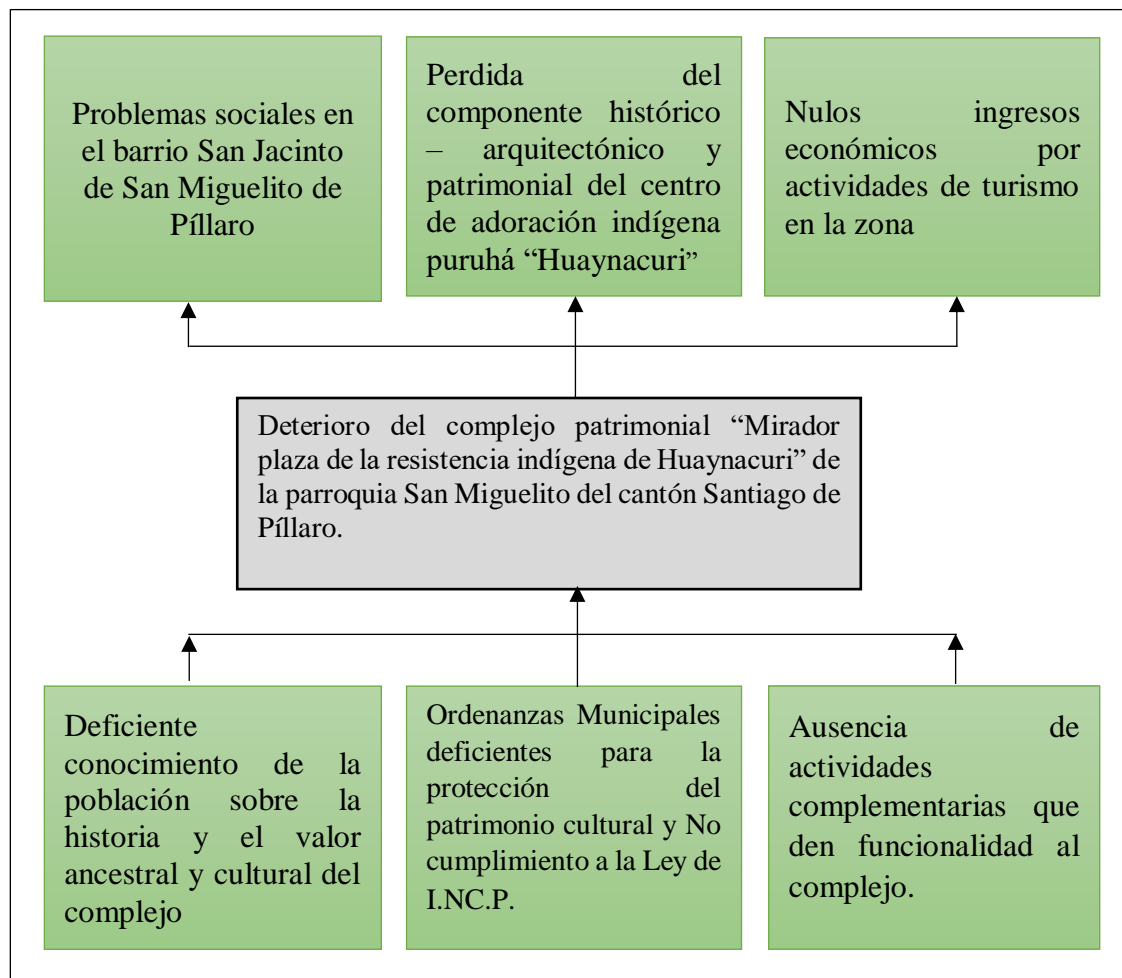 Problemas sociales en
el barrio San Jacinto
de San Miguelito de
Píllaro
Perdida del
componente histórico
– arquitectónico y
patrimonial del centro
de adoración indígena
puruhá “Huaynacuri”
Nulos ingresos
económicos por
actividades de turismo
en la zona
Deterioro del complejo patrimonial “Mirador
plaza de la resistencia indígena de Huaynacuri” de
la parroquia San Miguelito del cantón Santiago de
Píllaro.
Deficiente
conocimiento de la
población sobre la
historia y el valor
ancestral y cultural del
complejo
Ordenanzas Municipales
deficientes para la
protección del
patrimonio cultural y No
cumplimiento a la Ley de
I.NC.P.
Ausencia de
actividades
complementarias que
den funcionalidad al
complejo.